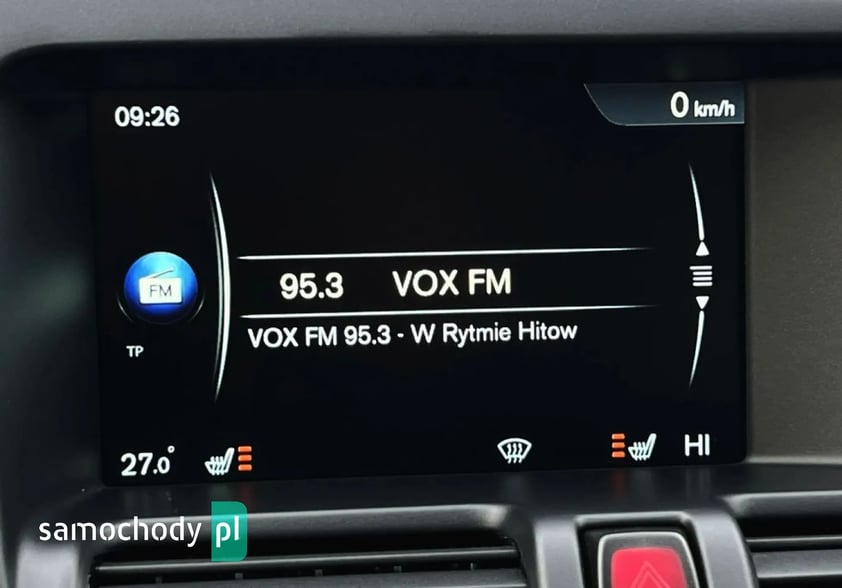 09:26
0 km/h
95.3 VOX FM
FM
VOX FM 95.3 - W Rytmie Hitow
TP
27.0° HI
samochody pl